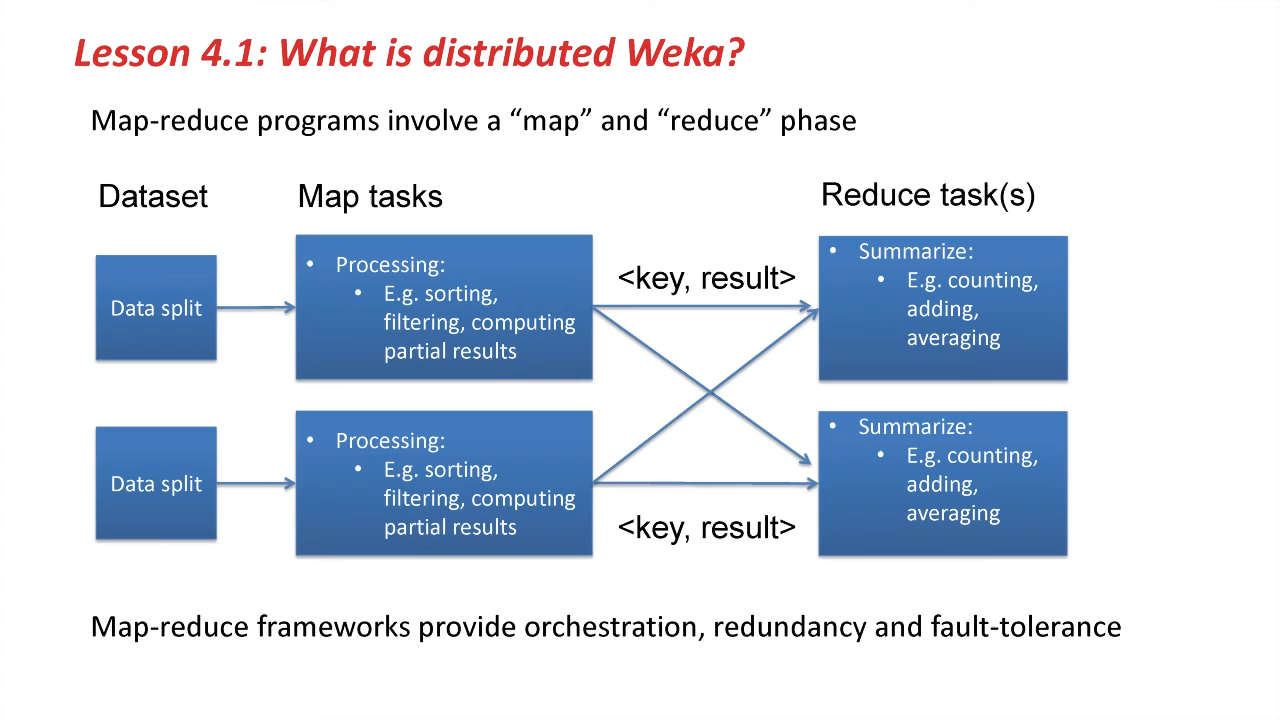 Lesson 4.1: What is distributed Weka?
Map-reduce programs involve a “map” and “reduce” phase
Dataset
Map tasks
Reduce task(s)
Data split
• Processing:
• E.g. sorting,
filtering, computing
partial results
<key, result>
• Summarize:
• E.g. counting,
adding,
averaging
Data split
• Processing:
• E.g. sorting,
filtering, computing
partial results
<key, result>
• Summarize:
• E.g. counting,
adding,
averaging
Map-reduce frameworks provide orchestration, redundancy and fault-tolerance